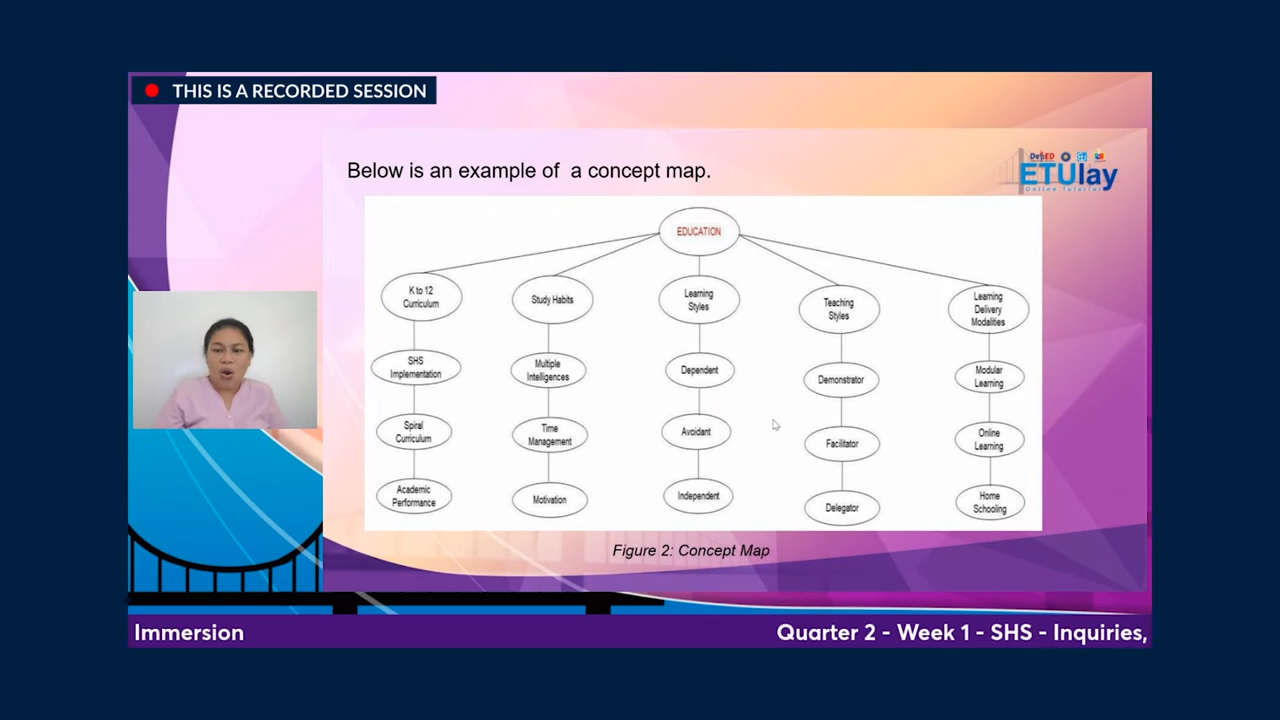 THIS IS A RECORDED SESSION
Below is an example of a concept map.
DepED
ETUlay
Online Tutorial
EDUCATION
K to 12
Curriculum
SHS
Implementation
Spiral
Curriculum
Academic
Performance
Study Habits
Multiple
Intelligences
Time
Management
Motivation
Learning
Styles
Dependent
Avoidant
Independent
Teaching
Styles
Demonstrator
Facilitator
Delegator
Learning
Delivery
Modalities
Modular
Learning
Online
Learning
Home
Schooling
Figure 2: Concept Map
Immersion
Quarter 2 - Week 1 - SHS - Inquiries,